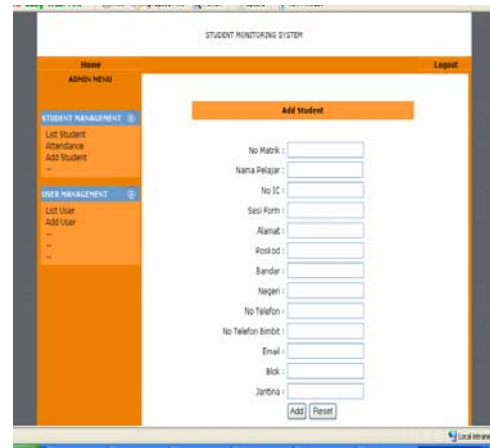 STUDENT MONITORING SYSTEM
Home
Logout
ADMIN MENU
Add Student
STUDENT MANAGEMENT
List Student
Attendance
Add Student
--
USER MANAGEMENT
List User
Add User
--
--
--
No Matrik :
Nama Pelajar :
No IC :
Sesi Form :
Alamat :
Poskod :
Bandar :
Negeri :
No Telefon :
No Telefon Bimbit :
Email :
Blok :
Jantina :
Add Reset
Local intrane